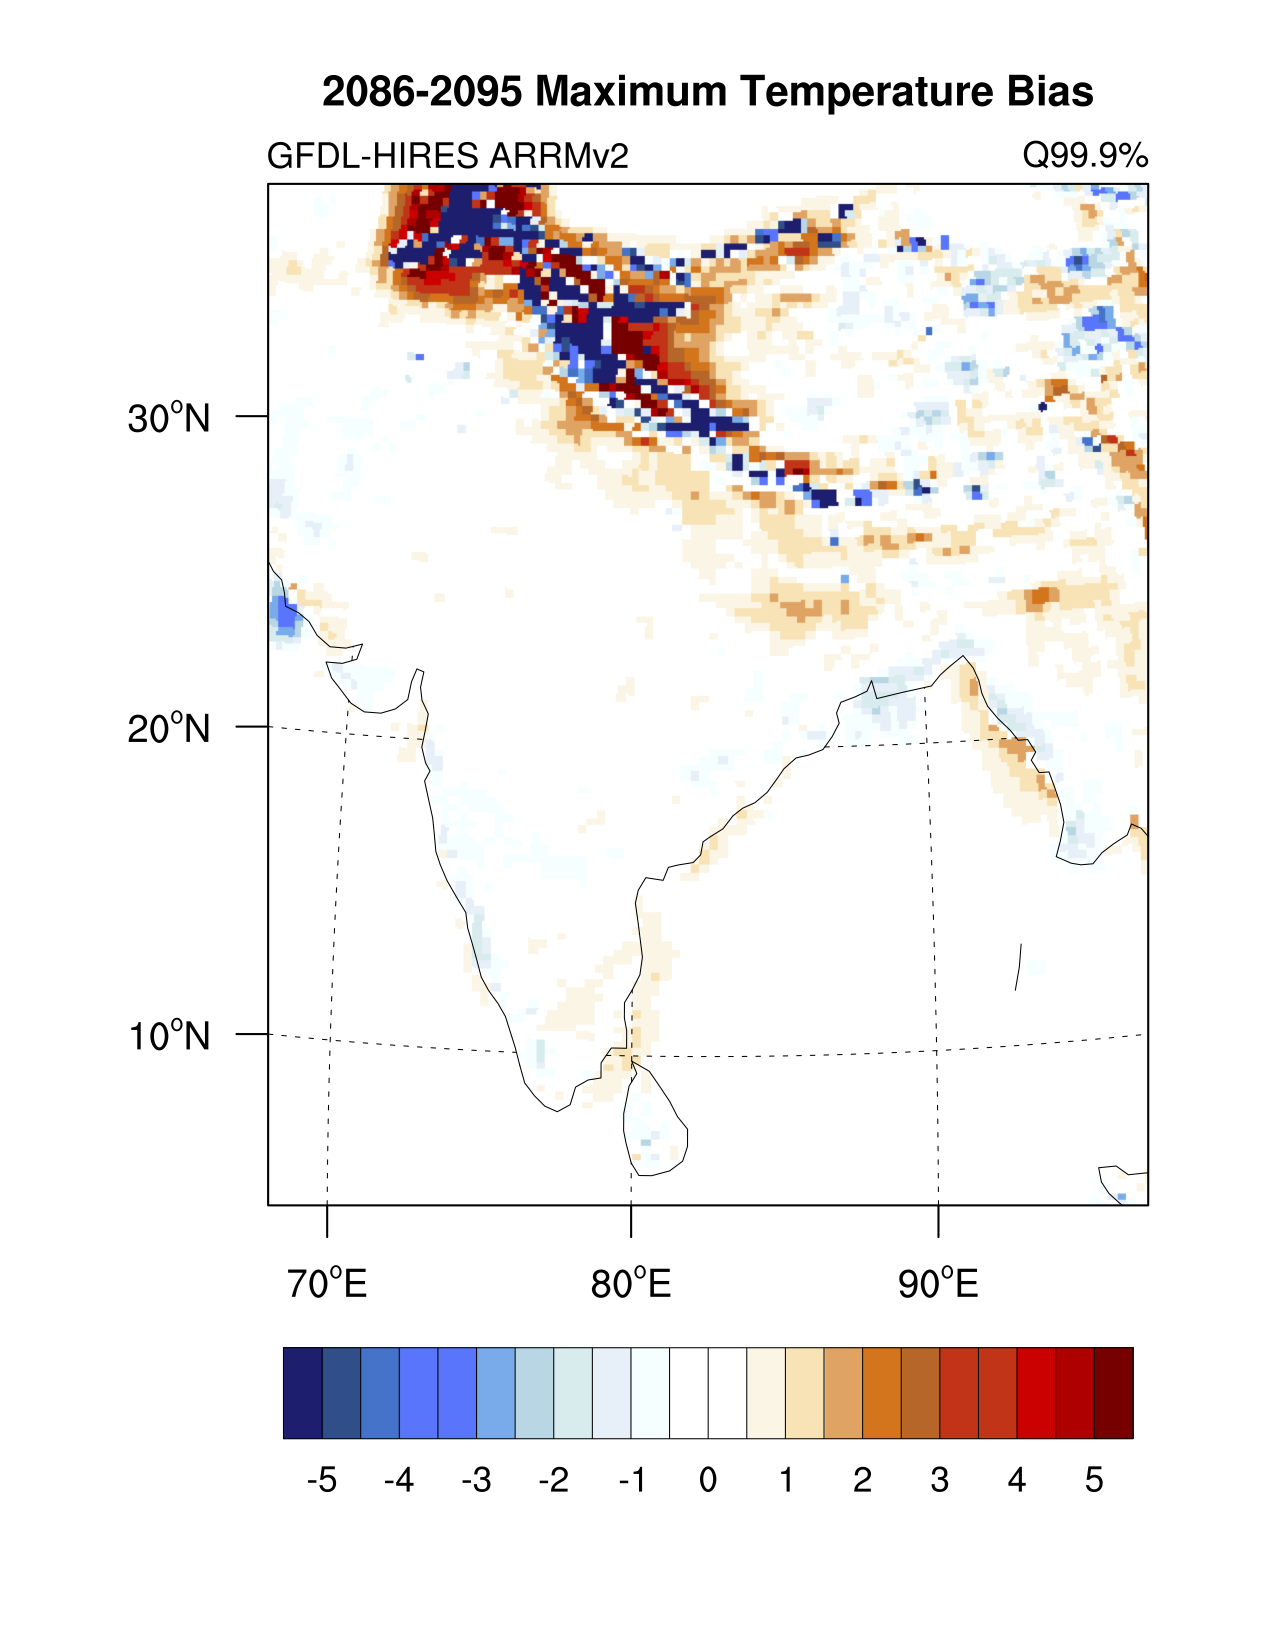 2086-2095 Maximum Temperature Bias
GFDL-HIRES ARRMv2 Q99.9%
30°N
20°N
10°N
70°E 80°E 90°E
-5 -4 -3 -2 -1 0 1 2 3 4 5